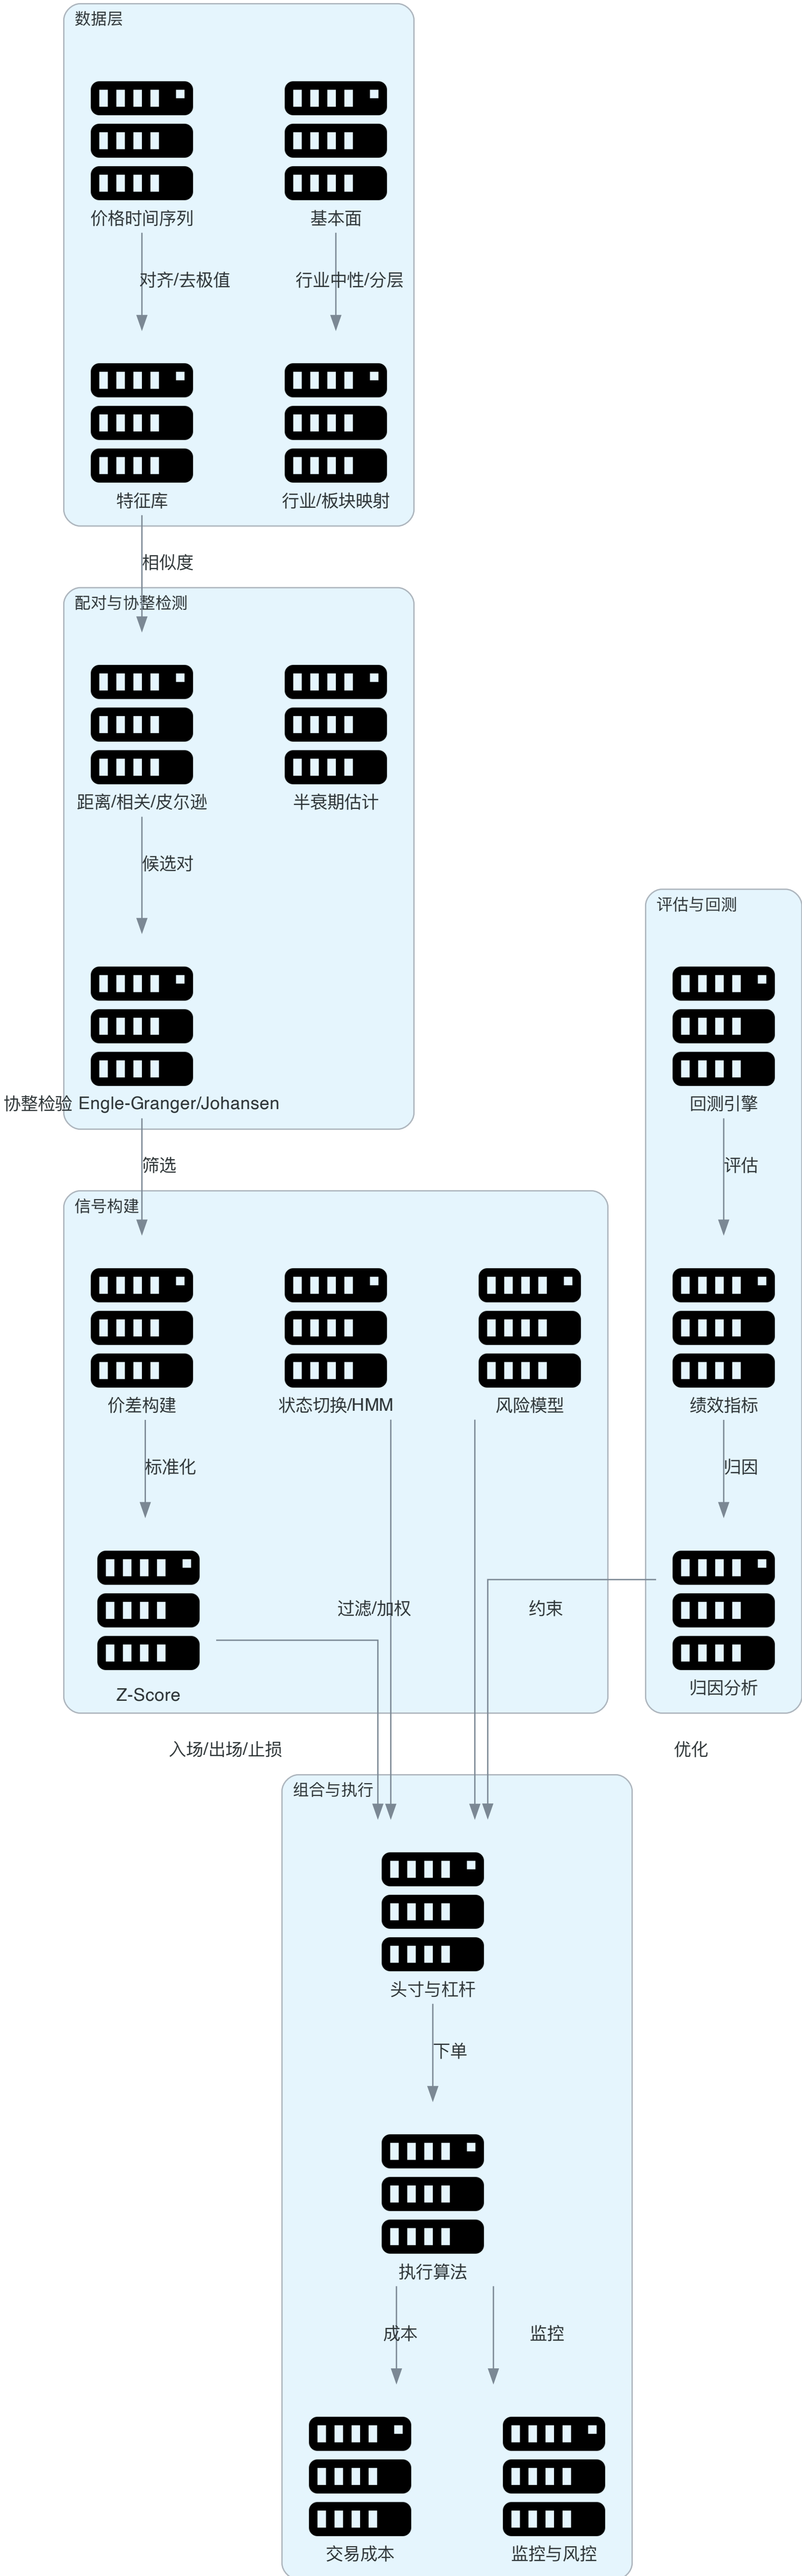 数据层
价格时间序列
基本面
对齐/去极值
行业中性/分层
特征库
行业/板块映射
相似度
配对与协整检测
距离/相关/皮尔逊
半衰期估计
候选对
评估与回测
协整检验 Engle-Granger/Johansen
回测引擎
筛选
评估
信号构建
价差构建
状态切换/HMM
风险模型
绩效指标
标准化
归因
过滤/加权
约束
Z-Score
归因分析
入场/出场/止损
优化
组合与执行
头寸与杠杆
下单
执行算法
成本
监控
交易成本
监控与风控